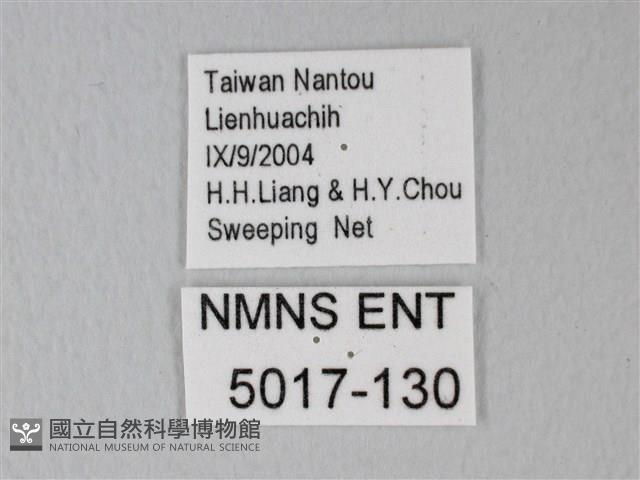 Taiwan Nantou
Lienhuachih
IX/9/2004
H.H.Liang & H.Y.Chou
Sweeping Net
NMNS ENT
5017-130
國立自然科學博物館
NATIONAL MUSEUM OF NATURAL SCIENCE